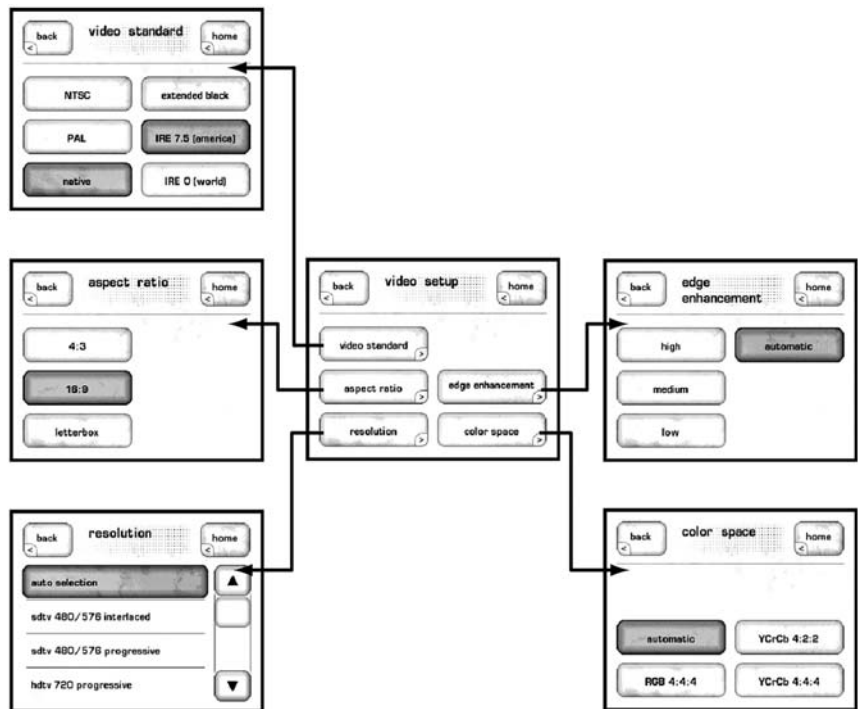 back
video standard
home
NTSC
extended black
PAL
IRE 7.5 (america)
native
IRE 0 (world)
back
aspect ratio
home
4:3
16:9
letterbox
back
video setup
home
video standard
aspect ratio
edge enhancement
resolution
color space
back
edge
enhancement
home
high
automatic
medium
low
back
resolution
home
auto selection
sdtv 480/576 interlaced
sdtv 480/576 progressive
hdtv 720 progressive
back
color space
home
automatic
YCrCb 4:2:2
RGB 4:4:4
YCrCb 4:4:4